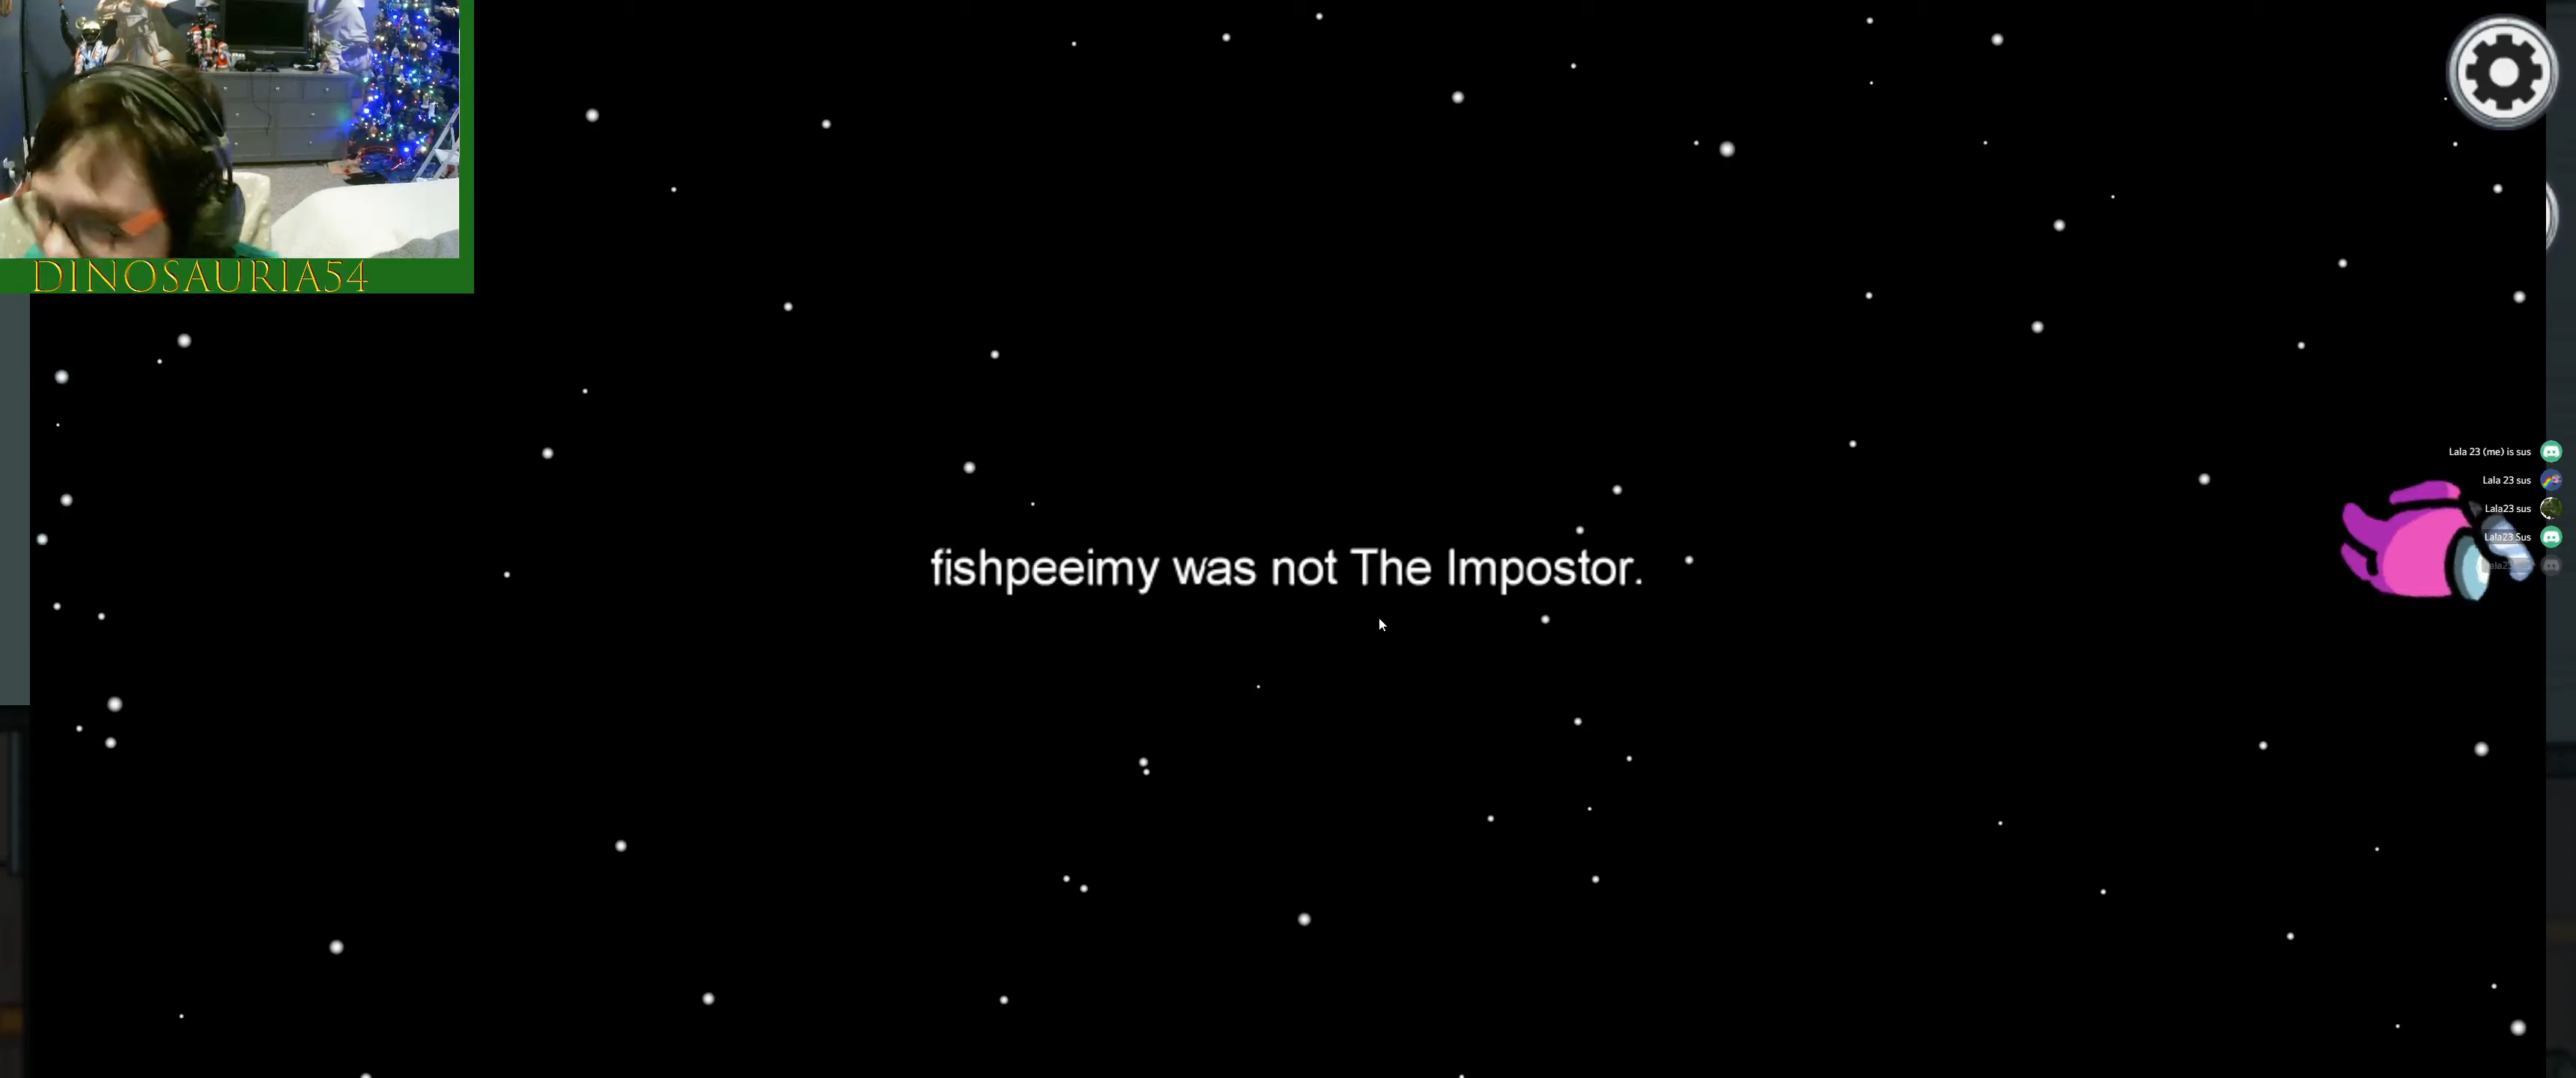 DINOSAURIA54
Lala 23 (me) is sus
Lala 23 sus
Lala23 sus
Lala23 Sus
fishpeeimy was not The Impostor.